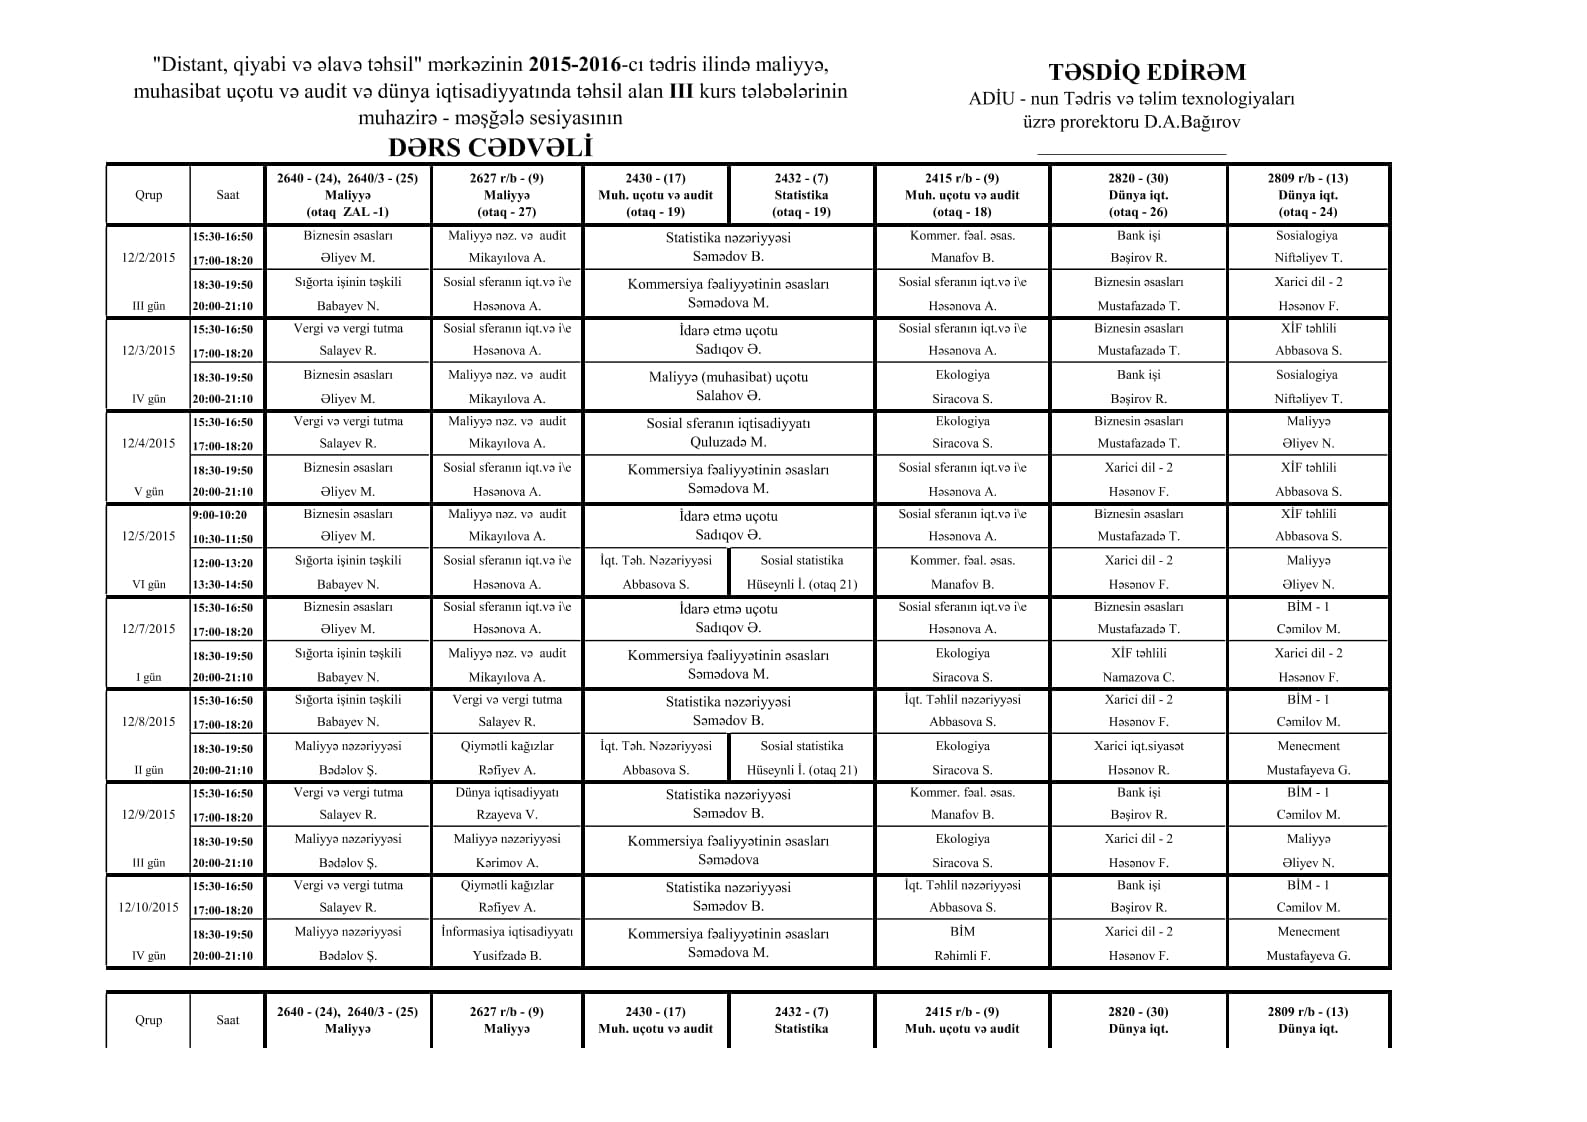 "Distant, qiyabi və əlavə təhsil" mərkəzinin 2015-2016-cı tədris ilində maliyyə,
muhasibat uçotu və audit və dünya iqtisadiyyatında təhsil alan III kurs tələbələrinin
muhazirə - məşğələ sesiyasının
DƏRS CƏDVƏLİ
TƏSDİQ EDİRƏM
ADİU - nun Tədris və təlim texnologiyaları
üzrə prorektoru D.A.Bağırov
2640 - (24), 2640/3 - (25) 2627 r/b - (9) 2430 - (17) 2432 - (7) 2415 r/b - (9) 2820 - (30) 2809 r/b - (13)
Qrup Saat Maliyyə Maliyyə Muh. uçotu və audit Statistika Muh. uçotu və audit Dünya iqt. Dünya iqt.
(otaq ZAL -1) (otaq - 27) (otaq - 19) (otaq - 19) (otaq - 18) (otaq - 26) (otaq - 24)
15:30-16:50 Biznesin əsasları Maliyyə nəz. və audit Statistika nəzəriyyəsi Kommer. fəal. əsas. Bank işi Sosialogiya
12/2/2015 17:00-18:20 Əliyev M. Mikayılova A. Səmədov B. Manafov B. Bəşirov R. Niftəliyev T.
18:30-19:50 Sığorta işinin təşkili Sosial sferanın iqt.və i\e Kommersiya fəaliyyətinin əsasları Sosial sferanın iqt.və i\e Biznesin əsasları Xarici dil - 2
III gün 20:00-21:10 Babayev N. Həsənova A. Səmədova M. Həsənova A. Mustafazadə T. Həsənov F.
15:30-16:50 Vergi və vergi tutma Sosial sferanın iqt.və i\e İdarə etmə uçotu Sosial sferanın iqt.və i\e Biznesin əsasları XİF təhlili
12/3/2015 17:00-18:20 Salayev R. Həsənova A. Sadıqov Ə. Həsənova A. Mustafazadə T. Abbasova S.
18:30-19:50 Biznesin əsasları Maliyyə nəz. və audit Maliyyə (muhasibat) uçotu Ekologiya Bank işi Sosialogiya
IV gün 20:00-21:10 Əliyev M. Mikayılova A. Salahov Ə. Siracova S. Bəşirov R. Niftəliyev T.
15:30-16:50 Vergi və vergi tutma Maliyyə nəz. və audit Sosial sferanın iqtisadiyyatı Ekologiya Biznesin əsasları Maliyyə
12/4/2015 17:00-18:20 Salayev R. Mikayılova A. Quluzadə M. Siracova S. Mustafazadə T. Əliyev N.
18:30-19:50 Biznesin əsasları Sosial sferanın iqt.və i\e Kommersiya fəaliyyətinin əsasları Sosial sferanın iqt.və i\e Xarici dil - 2 XİF təhlili
V gün 20:00-21:10 Əliyev M. Həsənova A. Səmədova M. Həsənova A. Həsənov F. Abbasova S.
9:00-10:20 Biznesin əsasları Maliyyə nəz. və audit İdarə etmə uçotu Sosial sferanın iqt.və i\e Biznesin əsasları XİF təhlili
12/5/2015 10:30-11:50 Əliyev M. Mikayılova A. Sadıqov Ə. Həsənova A. Mustafazadə T. Abbasova S.
12:00-13:20 Sığorta işinin təşkili Sosial sferanın iqt.və i\e İqt. Təh. Nəzəriyyəsi Sosial statistika Kommer. fəal. əsas. Xarici dil - 2 Maliyyə
VI gün 13:30-14:50 Babayev N. Həsənova A. Abbasova S. Hüseynli İ. (otaq 21) Manafov B. Həsənov F. Əliyev N.
15:30-16:50 Biznesin əsasları Sosial sferanın iqt.və i\e İdarə etmə uçotu Sosial sferanın iqt.və i\e Biznesin əsasları BİM - 1
12/7/2015 17:00-18:20 Əliyev M. Həsənova A. Sadıqov Ə. Həsənova A. Mustafazadə T. Cəmilov M.
18:30-19:50 Sığorta işinin təşkili Maliyyə nəz. və audit Kommersiya fəaliyyətinin əsasları Ekologiya XİF təhlili Xarici dil - 2
I gün 20:00-21:10 Babayev N. Mikayılova A. Səmədova M. Siracova S. Namazova C. Həsənov F.
15:30-16:50 Sığorta işinin təşkili Vergi və vergi tutma Statistika nəzəriyyəsi İqt. Təhlil nəzəriyyəsi Xarici dil - 2 BİM - 1
12/8/2015 17:00-18:20 Babayev N. Salayev R. Səmədov B. Abbasova S. Həsənov F. Cəmilov M.
18:30-19:50 Maliyyə nəzəriyyəsi Qiymətli kağızlar İqt. Təh. Nəzəriyyəsi Sosial statistika Ekologiya Xarici iqt.siyasət Menecment
II gün 20:00-21:10 Bədəlov Ş. Rəfiyev A. Abbasova S. Hüseynli İ. (otaq 21) Siracova S. Həsənov R. Mustafayeva G.
15:30-16:50 Vergi və vergi tutma Dünya iqtisadiyyatı Statistika nəzəriyyəsi Kommer. fəal. əsas. Bank işi BİM - 1
12/9/2015 17:00-18:20 Salayev R. Rzayeva V. Səmədov B. Manafov B. Bəşirov R. Cəmilov M.
18:30-19:50 Maliyyə nəzəriyyəsi Maliyyə nəzəriyyəsi Kommersiya fəaliyyətinin əsasları Ekologiya Xarici dil - 2 Maliyyə
III gün 20:00-21:10 Bədəlov Ş. Kərimov A. Səmədova Siracova S. Həsənov F. Əliyev N.
15:30-16:50 Vergi və vergi tutma Qiymətli kağızlar Statistika nəzəriyyəsi İqt. Təhlil nəzəriyyəsi Bank işi BİM - 1
12/10/2015 17:00-18:20 Salayev R. Rəfiyev A. Səmədov B. Abbasova S. Bəşirov R. Cəmilov M.
18:30-19:50 Maliyyə nəzəriyyəsi İnformasiya iqtisadiyyatı Kommersiya fəaliyyətinin əsasları BİM Xarici dil - 2 Menecment
IV gün 20:00-21:10 Bədəlov Ş. Yusifzadə B. Səmədova M. Rəhimli F. Həsənov F. Mustafayeva G.
Qrup Saat 2640 - (24), 2640/3 - (25) 2627 r/b - (9) 2430 - (17) 2432 - (7) 2415 r/b - (9) 2820 - (30) 2809 r/b - (13)
Maliyyə Maliyyə Muh. uçotu və audit Statistika Muh. uçotu və audit Dünya iqt. Dünya iqt.